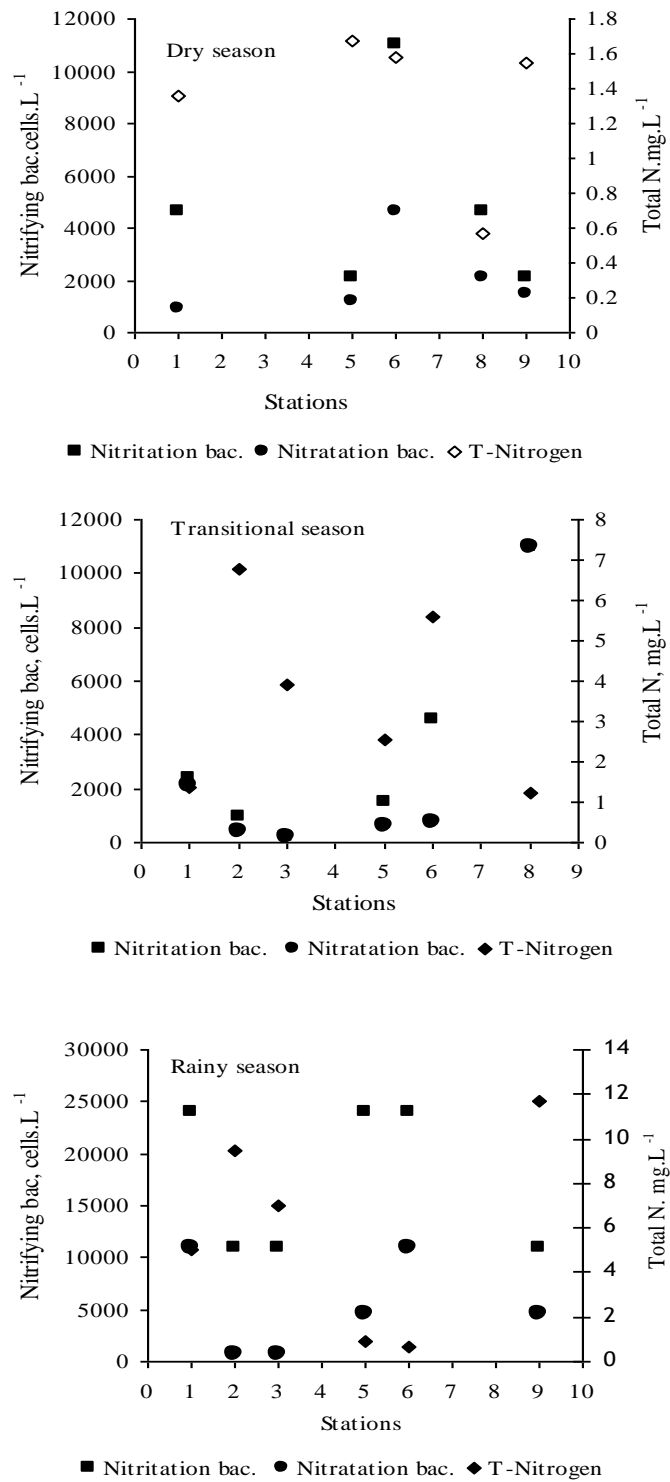 Dry season
Nitrifying bac.cells.L -1
12000
10000
8000
6000
4000
2000
0
1.8
1.6
1.4
1.2
1
0.8
0.6
0.4
0.2
0
Total N.mg.L -1
0 1 2 3 4 5 6 7 8 9 10
Stations
Nitritation bac. Nitratation bac. T-Nitrogen
Transitional season
Nitrifying bac, cells.L -1
12000
10000
8000
6000
4000
2000
0
8
7
6
5
4
3
2
1
0
Total N, mg.L -1
0 1 2 3 4 5 6 7 8 9
Stations
Nitritation bac. Nitratation bac. T-Nitrogen
Rainy season
Nitrifying bac, cells.L -1
30000
25000
20000
15000
10000
5000
0
14
12
10
8
6
4
2
0
Total N. mg.L -1
0 1 2 3 4 5 6 7 8 9 10
Stations
Nitritation bac. Nitratation bac. T-Nitrogen